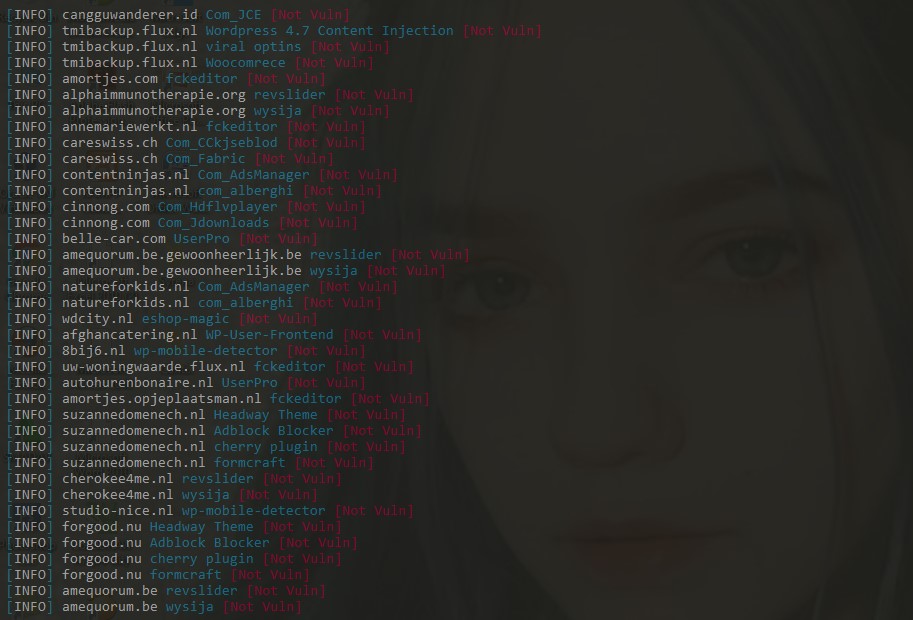 [INFO] cangguwanderer.id Com_JCE [Not Vuln]
[INFO] tmibackup.flux.nl Wordpress 4.7 Content Injection [Not Vuln]
[INFO] tmibackup.flux.nl viral optins [Not Vuln]
[INFO] tmibackup.flux.nl Woocomrece [Not Vuln]
[INFO] amortjes.com fckeditor [Not Vuln]
[INFO] alphaimmunotherapie.org revslider [Not Vuln]
[INFO] alphaimmunotherapie.org wysija [Not Vuln]
[INFO] annemariewerkt.nl fckeditor [Not Vuln]
[INFO] careswiss.ch Com_CCkjseblod [Not Vuln]
[INFO] careswiss.ch Com_Fabric [Not Vuln]
[INFO] contentninjas.nl Com_AdsManager [Not Vuln]
[INFO] contentninjas.nl com_alberghi [Not Vuln]
[INFO] cinnong.com Com_Hdflvplayer [Not Vuln]
[INFO] cinnong.com Com_Jdownloads [Not Vuln]
[INFO] belle-car.com UserPro [Not Vuln]
[INFO] amequorum.be.gewoonheerlijk.be revslider [Not Vuln]
[INFO] amequorum.be.gewoonheerlijk.be wysija [Not Vuln]
[INFO] natureforkids.nl Com_AdsManager [Not Vuln]
[INFO] natureforkids.nl com_alberghi [Not Vuln]
[INFO] wdcity.nl eshop-magic [Not Vuln]
[INFO] afghancatering.nl WP-User-Frontend [Not Vuln]
[INFO] 8bij6.nl wp-mobile-detector [Not Vuln]
[INFO] uw-woningwaarde.flux.nl fckeditor [Not Vuln]
[INFO] autohurenbonaire.nl UserPro [Not Vuln]
[INFO] amortjes.opjeplaatsman.nl fckeditor [Not Vuln]
[INFO] suzannedomenech.nl Headway Theme [Not Vuln]
[INFO] suzannedomenech.nl Adblock Blocker [Not Vuln]
[INFO] suzannedomenech.nl cherry plugin [Not Vuln]
[INFO] suzannedomenech.nl formcraft [Not Vuln]
[INFO] cherokee4me.nl revslider [Not Vuln]
[INFO] cherokee4me.nl wysija [Not Vuln]
[INFO] studio-nice.nl wp-mobile-detector [Not Vuln]
[INFO] forgood.nu Headway Theme [Not Vuln]
[INFO] forgood.nu Adblock Blocker [Not Vuln]
[INFO] forgood.nu cherry plugin [Not Vuln]
[INFO] forgood.nu formcraft [Not Vuln]
[INFO] amequorum.be revslider [Not Vuln]
[INFO] amequorum.be wysija [Not Vuln]